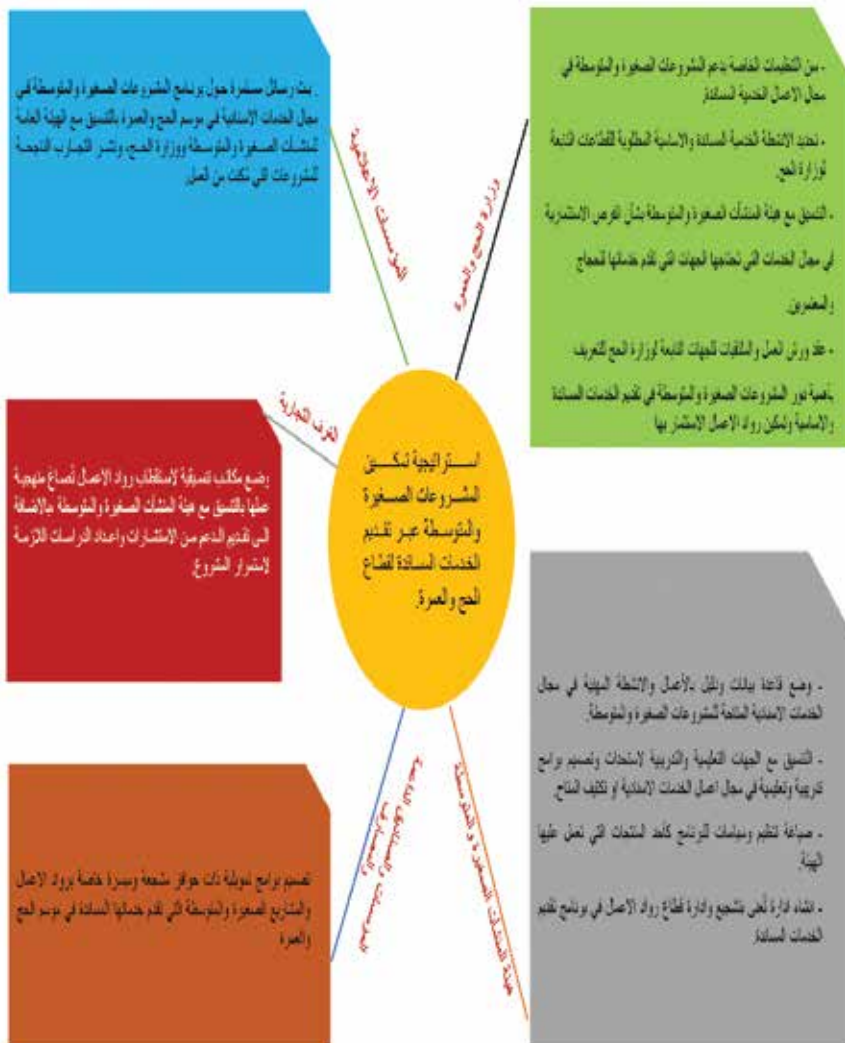 - سن التنظيمات الخاصة بدعم المشروعات الصغيرة والمتوسطة في
مجال الاعمال الخدمية المساندة.
- تحديد الانشطة الخدمية المساندة والاساسية المطلوبة للقطاعات التابعة
لوزارة الحج.
- التنسيق مع هيئة المنشآت الصغيرة والمتوسطة بشأن الفرص الاستثمارية
في مجال الخدمات التي تحتاجها الجهات التي تقدم خدماتها للحجاج
والمعتمرين.
- عقد ورش العمل والملتقيات للجهات التابعة لوزارة الحج للتعريف
بأهمية دور المشروعات الصغيرة والمتوسطة في تقديم الخدمات المساندة
والاساسية وتمكين رواد الاعمال الاستثمار بها
وزارة الحج والعمرة
. بث رسائل مستمرة حول برنامج المشروعات الصغيرة والمتوسطة في
مجال الخدمات الاسنادية في موسم الحج والعمرة بالتنسيق مع الهيئة العامة
للمنشآت الصغيرة والمتوسطة ووزارة الحج، ونشر التجارب الناجحة
للمشروعات التي تمكنت من العمل.
المؤسسات الاعلامية
الغرف التجارية
وضع مكاتب تنسيقية لاستقطاب رواد الاعمال تُصاغ منهجية
عملها بالتنسيق مع هيئة المنشآت الصغيرة والمتوسطة بالاضافة
الى تقديم الدعم من الاستشارات واعداد الدراسات اللازمة
لاستمرار المشروع.
استراتيجية تمكين
المشروعات الصغيرة
والمتوسطة عبر تقديم
الخدمات المساندة لقطاع
الحج والعمرة.
- وضع قاعدة بيانات ودليل بالأعمال والانشطة المهنية في مجال
الخدمات الاسنادية المتاحة للمشروعات الصغيرة والمتوسطة.
- التنسيق مع الجهات التعليمية والتدريبية لاستحداث وتصميم برامج
تدريبية وتعليمية في مجال اعمال الخدمات الاسنادية او تكثيف المتاح.
- صياغة تنظيم وسياسات للبرنامج كأحد المنتجات التي تعمل عليها
الهيئة.
- انشاء ادارة تُعنى بتشجيع وادارة قطاع رواد الاعمال في برنامج تقديم
الخدمات المساندة.
هيئة المنشآت الصغيرة والمتوسطة
المؤسسات والصناديق الداعمة
والمصارف
تصميم برامج تمويلية ذات حوافز مشجعة وميسرة خاصة برواد الاعمال
والمشاريع الصغيرة والمتوسطة التي تقدم خدماتها المساندة في موسم الحج
والعمرة